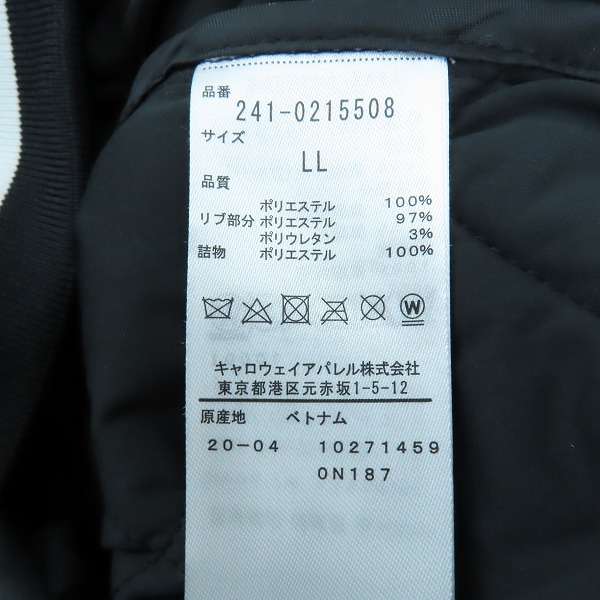 品番
241-0215508
サイズ
LL
品質
ポリエステル 100%
リブ部分 ポリエステル 97%
ポリウレタン 3%
詰物 ポリエステル 100%
W
キャロウェイアパレル株式会社
東京都港区元赤坂1-5-12
原産地 ベトナム
20-04 10271459
0N187